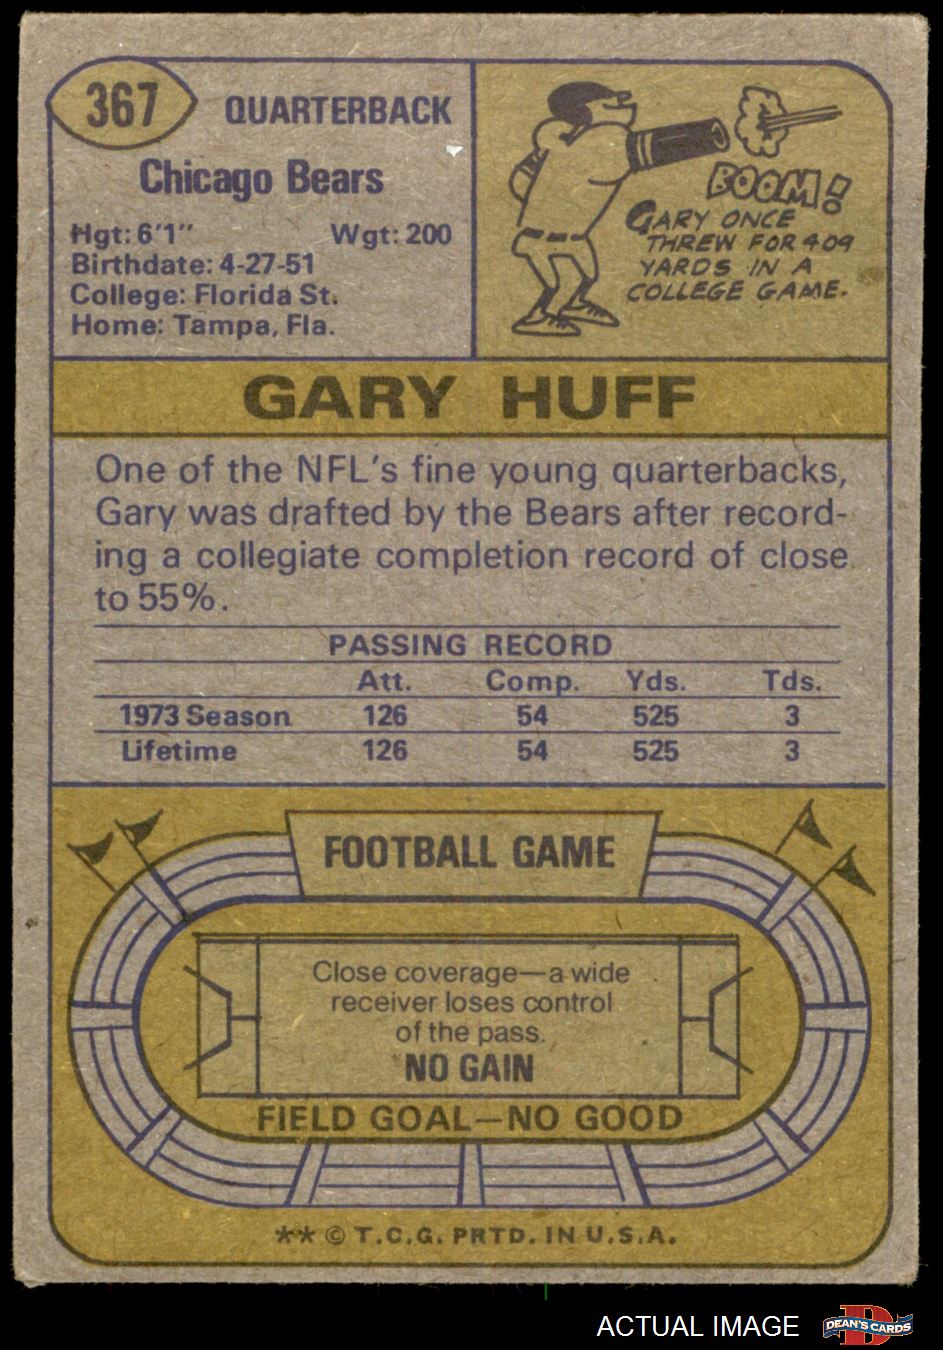 367
QUARTERBACK
Chicago Bears
Hgt: 6'1" Wgt: 200
Birthdate: 4-27-51
College: Florida St.
Home: Tampa, Fla.
BOOM!
GARY ONCE
THREW FOR 409
YARDS IN A
COLLEGE GAME.
GARY HUFF
One of the NFL's fine young quarterbacks,
Gary was drafted by the Bears after record-
ing a collegiate completion record of close
to 55%.
PASSING RECORD
Att. Comp. Yds. Tds.
1973 Season 126 54 525 3
Lifetime 126 54 525 3
FOOTBALL GAME
Close coverage—a wide
receiver loses control
of the pass.
NO GAIN
FIELD GOAL—NO GOOD
** © T.C.G. PRTD. IN U.S.A.
ACTUAL IMAGE
D
DEAN'S CARDS